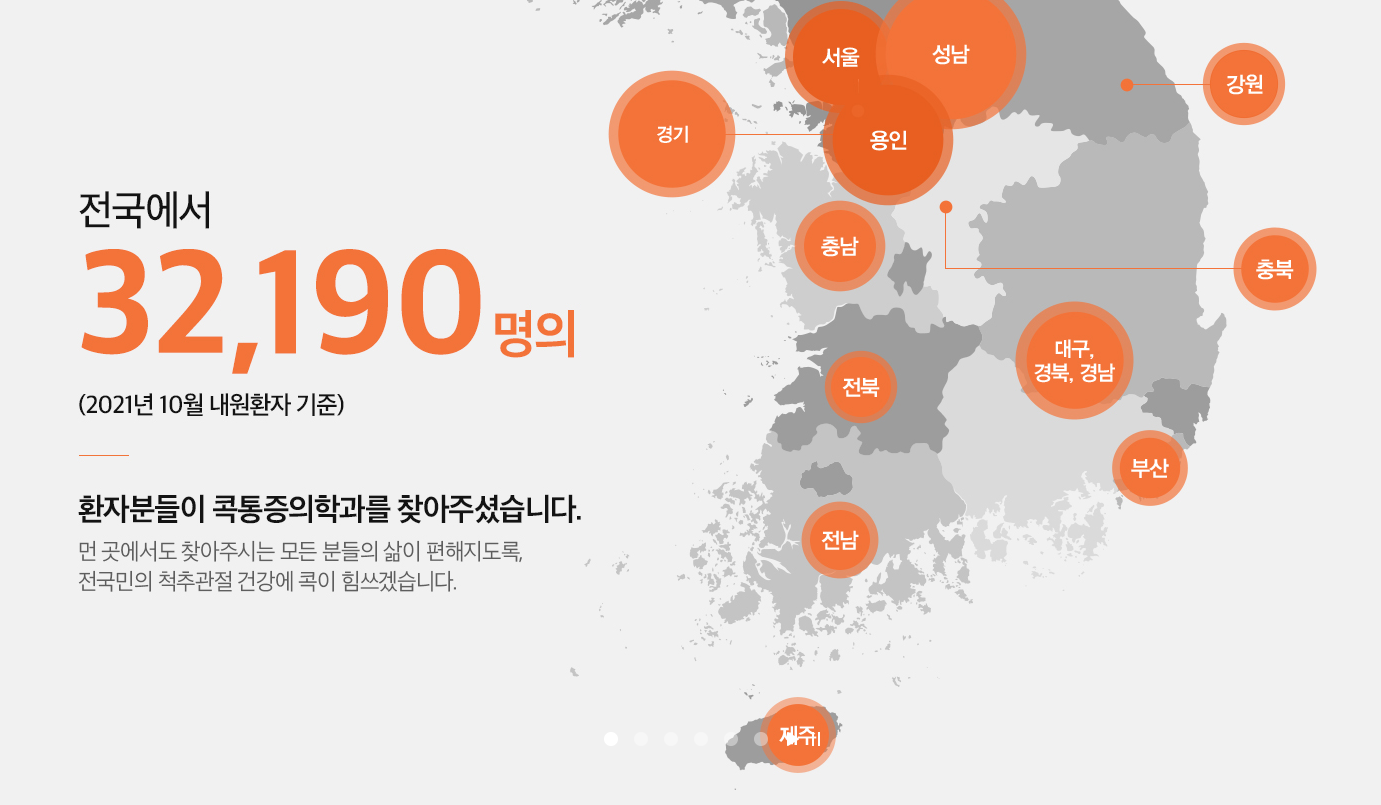 전국에서
32,190 명의
(2021년 10월 내원환자 기준)
환자분들이 콕통증의학과를 찾아주셨습니다.
먼 곳에서도 찾아주시는 모든 분들의 삶이 편해지도록,
전국민의 척추관절 건강에 콕이 힘쓰겠습니다.
서울
성남
강원
경기
용인
충남
충북
대구,
경북, 경남
전북
부산
전남
제주